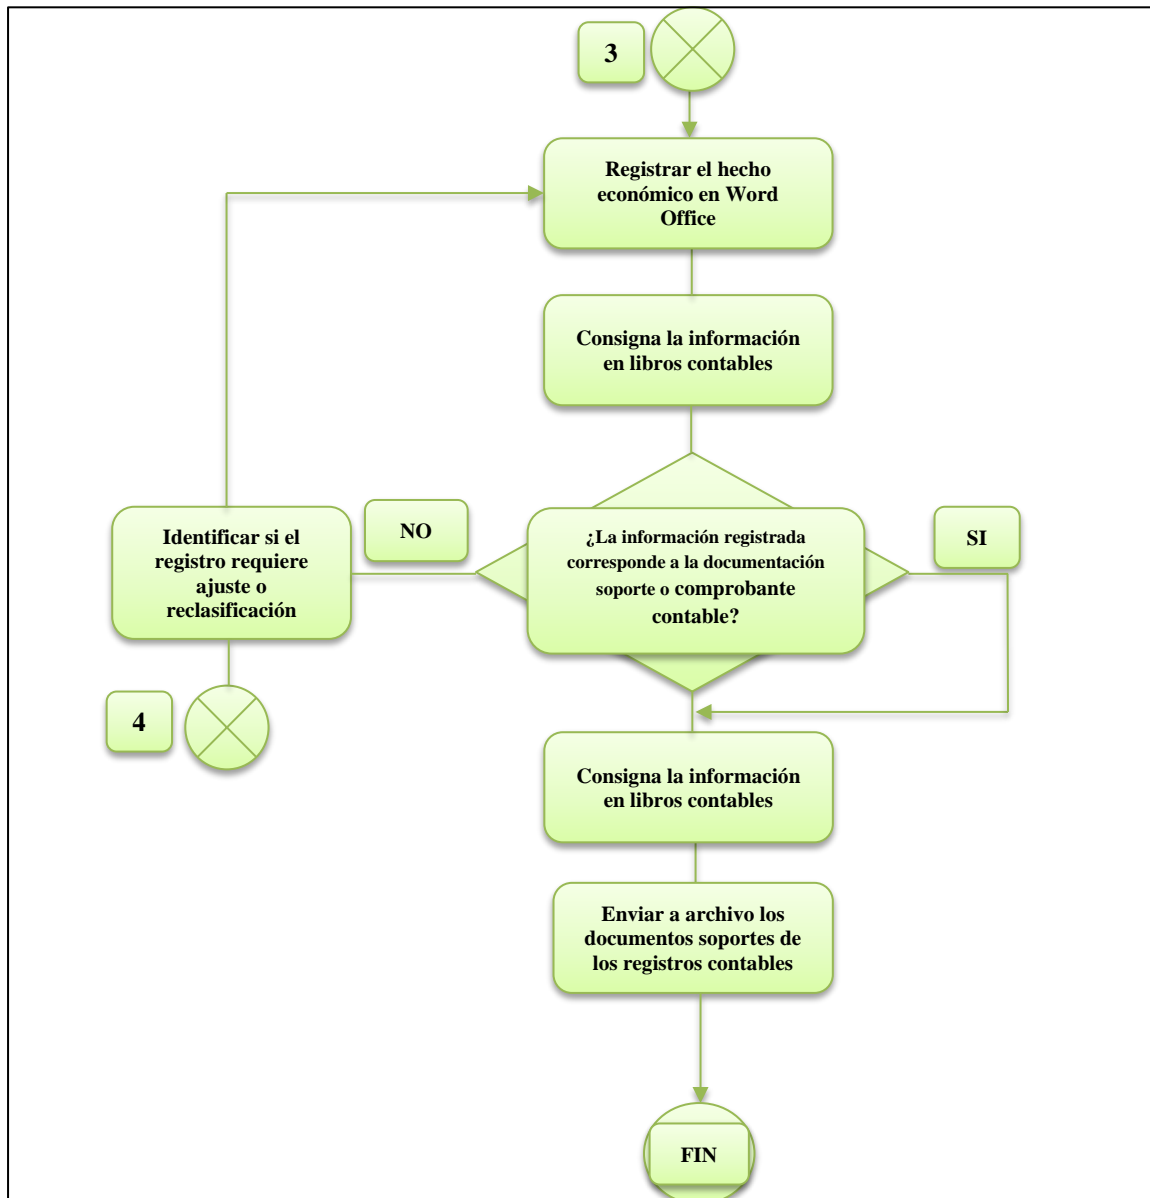 3
Registrar el hecho
económico en Word
Office
Consigna la información
en libros contables
Identificar si el
registro requiere
ajuste o
reclasificación
NO
¿La información registrada
corresponde a la documentación
soporte o comprobante
contable?
SI
4
Consigna la información
en libros contables
Enviar a archivo los
documentos soportes de
los registros contables
FIN